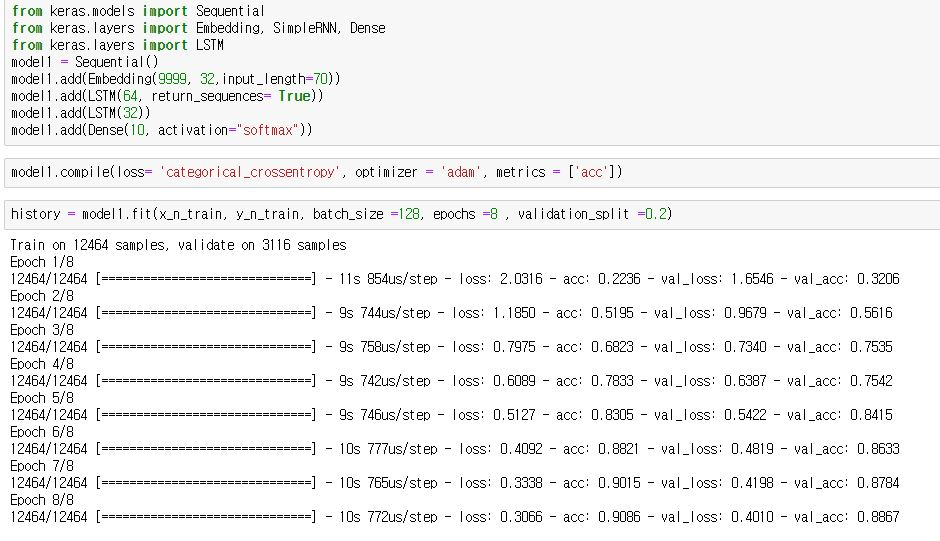 from keras.models import Sequential
from keras.layers import Embedding, SimpleRNN, Dense
from keras.layers import LSTM
model1 = Sequential()
model1.add(Embedding(9999, 32,input_length=70))
model1.add(LSTM(64, return_sequences= True))
model1.add(LSTM(32))
model1.add(Dense(10, activation="softmax"))
model1.compile(loss= 'categorical_crossentropy', optimizer = 'adam', metrics = ['acc'])
history = model1.fit(x_n_train, y_n_train, batch_size =128, epochs =8 , validation_split =0.2)
Train on 12464 samples, validate on 3116 samples
Epoch 1/8
12464/12464 [==============================] - 11s 854us/step - loss: 2.0316 - acc: 0.2236 - val_loss: 1.6546 - val_acc: 0.3206
Epoch 2/8
12464/12464 [==============================] - 9s 744us/step - loss: 1.1850 - acc: 0.5195 - val_loss: 0.9679 - val_acc: 0.5616
Epoch 3/8
12464/12464 [==============================] - 9s 758us/step - loss: 0.7975 - acc: 0.6823 - val_loss: 0.7340 - val_acc: 0.7535
Epoch 4/8
12464/12464 [==============================] - 9s 742us/step - loss: 0.6089 - acc: 0.7833 - val_loss: 0.6387 - val_acc: 0.7542
Epoch 5/8
12464/12464 [==============================] - 9s 746us/step - loss: 0.5127 - acc: 0.8305 - val_loss: 0.5422 - val_acc: 0.8415
Epoch 6/8
12464/12464 [==============================] - 10s 777us/step - loss: 0.4092 - acc: 0.8821 - val_loss: 0.4819 - val_acc: 0.8633
Epoch 7/8
12464/12464 [==============================] - 10s 765us/step - loss: 0.3338 - acc: 0.9015 - val_loss: 0.4198 - val_acc: 0.8784
Epoch 8/8
12464/12464 [==============================] - 10s 772us/step - loss: 0.3066 - acc: 0.9086 - val_loss: 0.4010 - val_acc: 0.8867